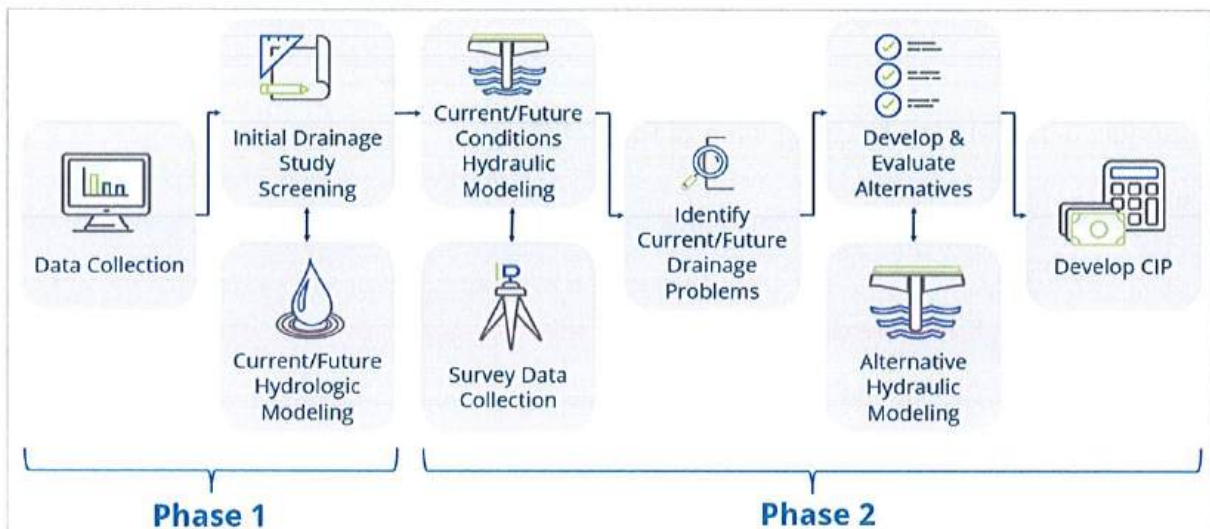 Data Collection
Initial Drainage
Study
Screening
Current/Future
Hydrologic
Modeling
Current/Future
Conditions
Hydraulic
Modeling
Survey Data
Collection
Identify
Current/Future
Drainage
Problems
Develop &
Evaluate
Alternatives
Alternative
Hydraulic
Modeling
Develop CIP
Phase 1
Phase 2